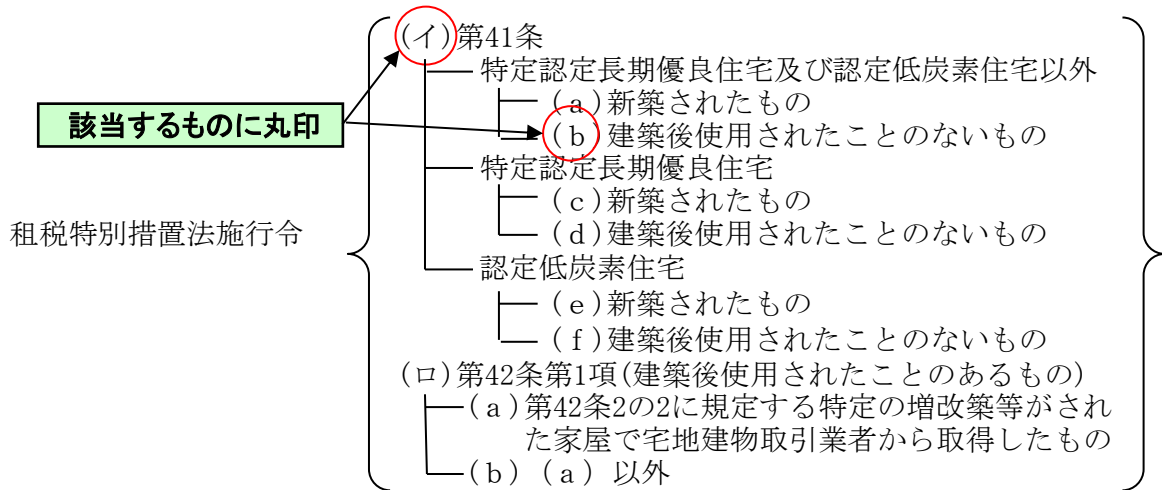 (イ)第41条
特定認定長期優良住宅及び認定低炭素住宅以外
(a)新築されたもの
該当するものに丸印
(b)建築後使用されたことのないもの
特定認定長期優良住宅
(c)新築されたもの
租税特別措置法施行令
(d)建築後使用されたことのないもの
認定低炭素住宅
(e)新築されたもの
(f)建築後使用されたことのないもの
(ロ)第42条第1項(建築後使用されたことのあるもの)
(a)第42条2の2に規定する特定の増改築等がされ
た家屋で宅地建物取引業者から取得したもの
(b)(a)以外